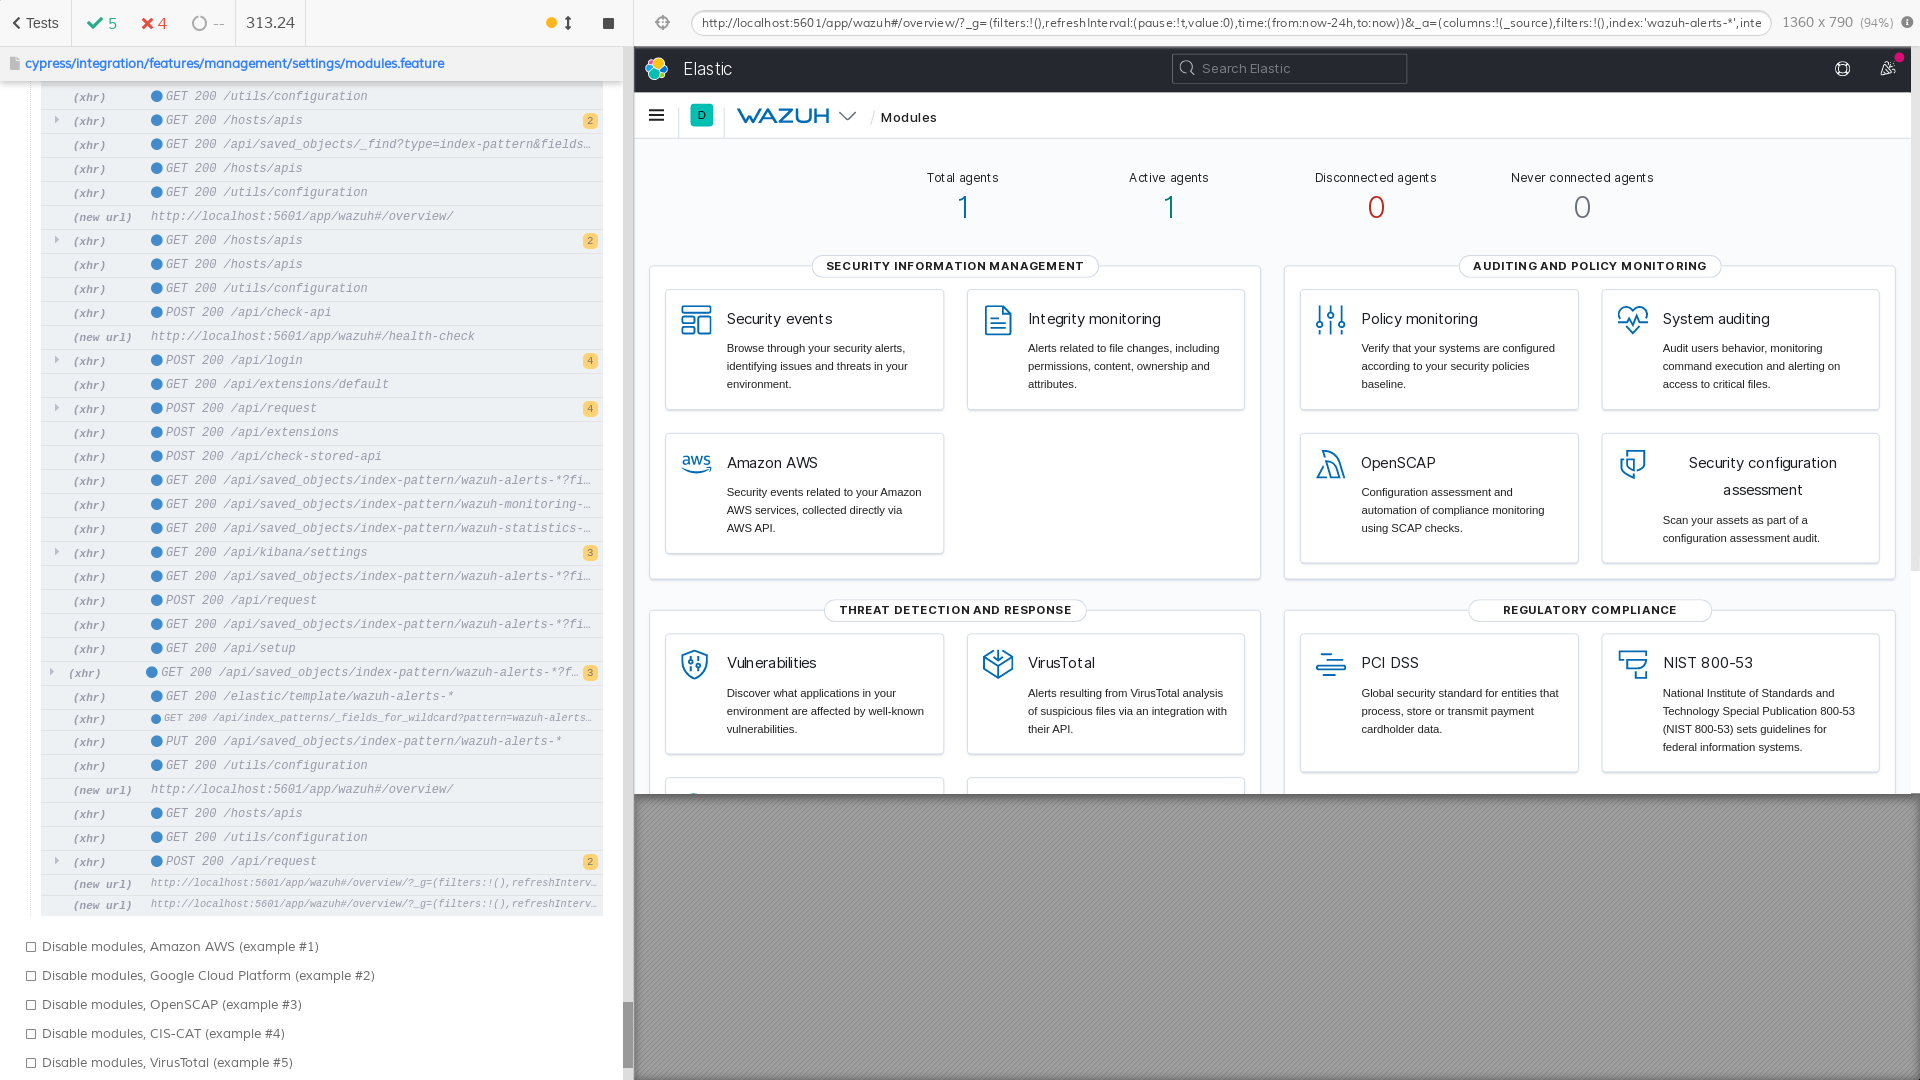 Tests
5
4
--
313.24
http://localhost:5601/app/wazuh#/overview/?_g=(filters:!(),refreshInterval:(pause:!t,value:0),time:(from:now-24h,to:now))&_a=(columns:!(_source),filters:!(),index:'wazuh-alerts-*',inte
1360 x 790 (94%)
cypress/integration/features/management/settings/modules.feature
(xhr) GET 200 /utils/configuration
(xhr) GET 200 /hosts/apis 2
(xhr) GET 200 /api/saved_objects/_find?type=index-pattern&fields…
(xhr) GET 200 /hosts/apis
(xhr) GET 200 /utils/configuration
(new url) http://localhost:5601/app/wazuh#/overview/
(xhr) GET 200 /hosts/apis 2
(xhr) GET 200 /hosts/apis
(xhr) GET 200 /utils/configuration
(xhr) POST 200 /api/check-api
(new url) http://localhost:5601/app/wazuh#/health-check
(xhr) POST 200 /api/login 4
(xhr) GET 200 /api/extensions/default
(xhr) POST 200 /api/request 4
(xhr) POST 200 /api/extensions
(xhr) POST 200 /api/check-stored-api
(xhr) GET 200 /api/saved_objects/index-pattern/wazuh-alerts-*?fi…
(xhr) GET 200 /api/saved_objects/index-pattern/wazuh-monitoring-…
(xhr) GET 200 /api/saved_objects/index-pattern/wazuh-statistics-…
(xhr) GET 200 /api/kibana/settings 3
(xhr) GET 200 /api/saved_objects/index-pattern/wazuh-alerts-*?fi…
(xhr) POST 200 /api/request
(xhr) GET 200 /api/saved_objects/index-pattern/wazuh-alerts-*?fi…
(xhr) GET 200 /api/setup
(xhr) GET 200 /api/saved_objects/index-pattern/wazuh-alerts-*?f… 3
(xhr) GET 200 /elastic/template/wazuh-alerts-*
(xhr) GET 200 /api/index_patterns/_fields_for_wildcard?pattern=wazuh-alerts…
(xhr) PUT 200 /api/saved_objects/index-pattern/wazuh-alerts-*
(xhr) GET 200 /utils/configuration
(new url) http://localhost:5601/app/wazuh#/overview/
(xhr) GET 200 /hosts/apis
(xhr) GET 200 /utils/configuration
(xhr) POST 200 /api/request 2
(new url) http://localhost:5601/app/wazuh#/overview/?_g=(filters:!(),refreshInterv…
(new url) http://localhost:5601/app/wazuh#/overview/?_g=(filters:!(),refreshInterv…
Disable modules, Amazon AWS (example #1)
Disable modules, Google Cloud Platform (example #2)
Disable modules, OpenSCAP (example #3)
Disable modules, CIS-CAT (example #4)
Disable modules, VirusTotal (example #5)
Elastic
Search Elastic
D
WAZUH
/ Modules
Total agents
1
Active agents
1
Disconnected agents
0
Never connected agents
0
SECURITY INFORMATION MANAGEMENT
Security events
Browse through your security alerts,
identifying issues and threats in your
environment.
Integrity monitoring
Alerts related to file changes, including
permissions, content, ownership and
attributes.
aws
Amazon AWS
Security events related to your Amazon
AWS services, collected directly via
AWS API.
AUDITING AND POLICY MONITORING
Policy monitoring
Verify that your systems are configured
according to your security policies
baseline.
System auditing
Audit users behavior, monitoring
command execution and alerting on
access to critical files.
OpenSCAP
Configuration assessment and
automation of compliance monitoring
using SCAP checks.
Security configuration
assessment
Scan your assets as part of a
configuration assessment audit.
THREAT DETECTION AND RESPONSE
Vulnerabilities
Discover what applications in your
environment are affected by well-known
vulnerabilities.
VirusTotal
Alerts resulting from VirusTotal analysis
of suspicious files via an integration with
their API.
REGULATORY COMPLIANCE
PCI DSS
Global security standard for entities that
process, store or transmit payment
cardholder data.
NIST 800-53
National Institute of Standards and
Technology Special Publication 800-53
(NIST 800-53) sets guidelines for
federal information systems.